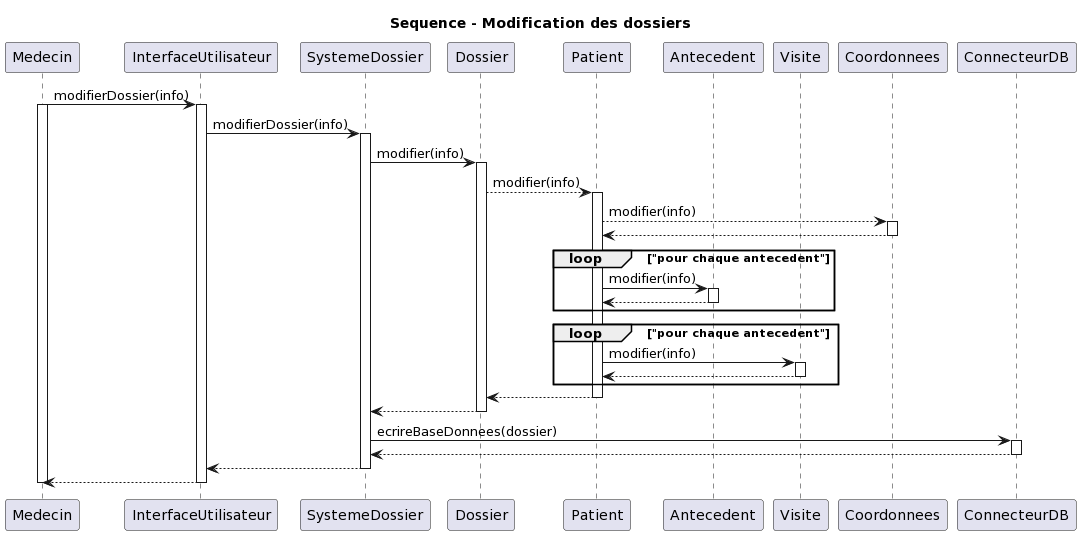 Sequence - Modification des dossiers
Medecin InterfaceUtilisateur SystemeDossier Dossier Patient Antecedent Visite Coordonnees ConnecteurDB
modifierDossier(info)
modifierDossier(info)
modifier(info)
modifier(info)
modifier(info)
loop ["pour chaque antecedent"]
modifier(info)
loop ["pour chaque antecedent"]
modifier(info)
ecrireBaseDonnees(dossier)
Medecin InterfaceUtilisateur SystemeDossier Dossier Patient Antecedent Visite Coordonnees ConnecteurDB